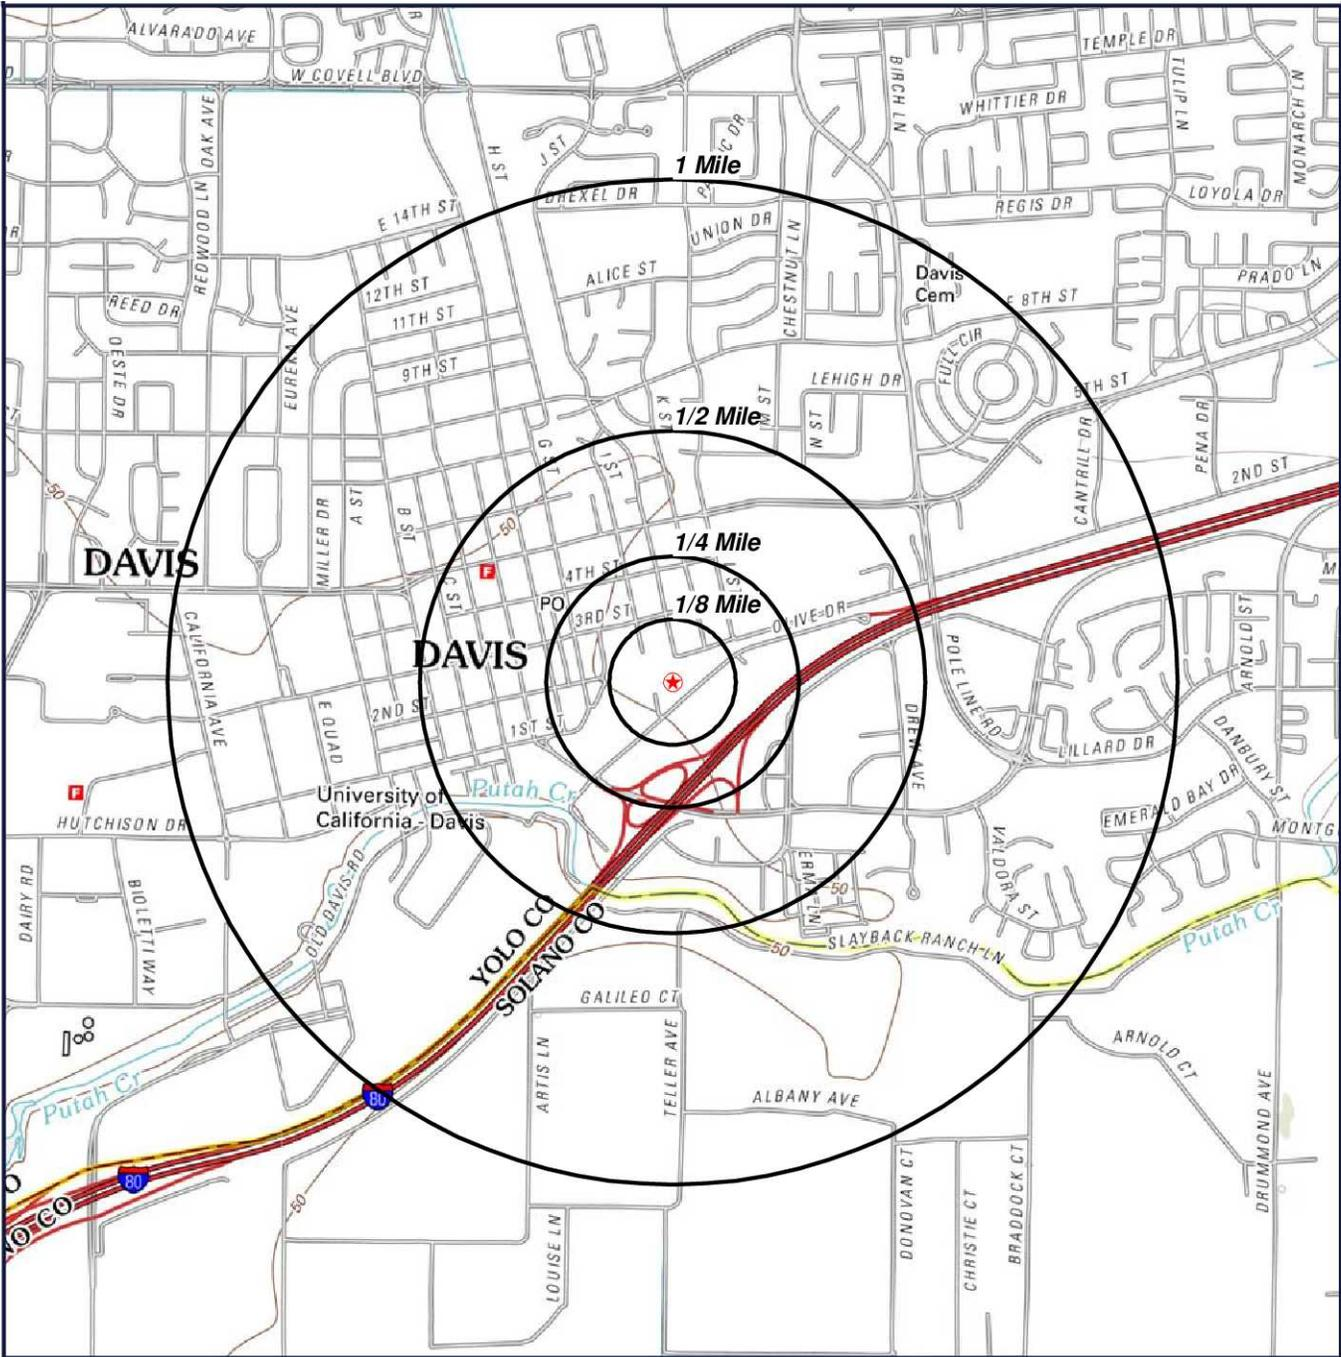 ALVARADO AVE
TEMPLE DR
W COVELL BLVD
BIRCH LN
TULIP LN
MONARCH LN
WHITTIER DR
OAK AVE
REDWOOD LN
H ST
J ST
1 Mile
DREXEL DR
LOYOLA DR
REGIS DR
E 14TH ST
UNION DR
CHESTNUT LN
ALICE ST
Davis
Cem
PRADO LN
12TH ST
E 8TH ST
REED DR
11TH ST
EUREKA AVE
OESTE DR
9TH ST
FULL CIR
LEHIGH DR
5TH ST
K ST
M ST
N ST
1/2 Mile
PENA DR
CANTRILL DR
G ST
I ST
2ND ST
50
MILLER DR
A ST
B ST
50
1/4 Mile
DAVIS
F
4TH ST
C ST
PO
3RD ST
1/8 Mile
OLIVE DR
CALIFORNIA AVE
DAVIS
POLE LINE RD
ARNOLD ST
E QUAD
2ND ST
1ST ST
DREW AVE
LILLARD DR
DANBURY ST
F
University of
California - Davis
Putah Cr
EMERALD BAY DR
HUTCHISON DR
MONTG
DAIRY RD
BIOLETTI WAY
OLD DAVIS RD
ERMA LN
50
VALDORA ST
YOLO CO
SOLANO CO
50
SLAYBACK RANCH LN
Putah Cr
GALILEO CT
ARTIS LN
TELLER AVE
ARNOLD CT
Putah Cr
80
ALBANY AVE
DRUMMOND AVE
80
50
DONOVAN CT
CHRISTIE CT
BRADDOCK CT
LOUISE LN
NO CO